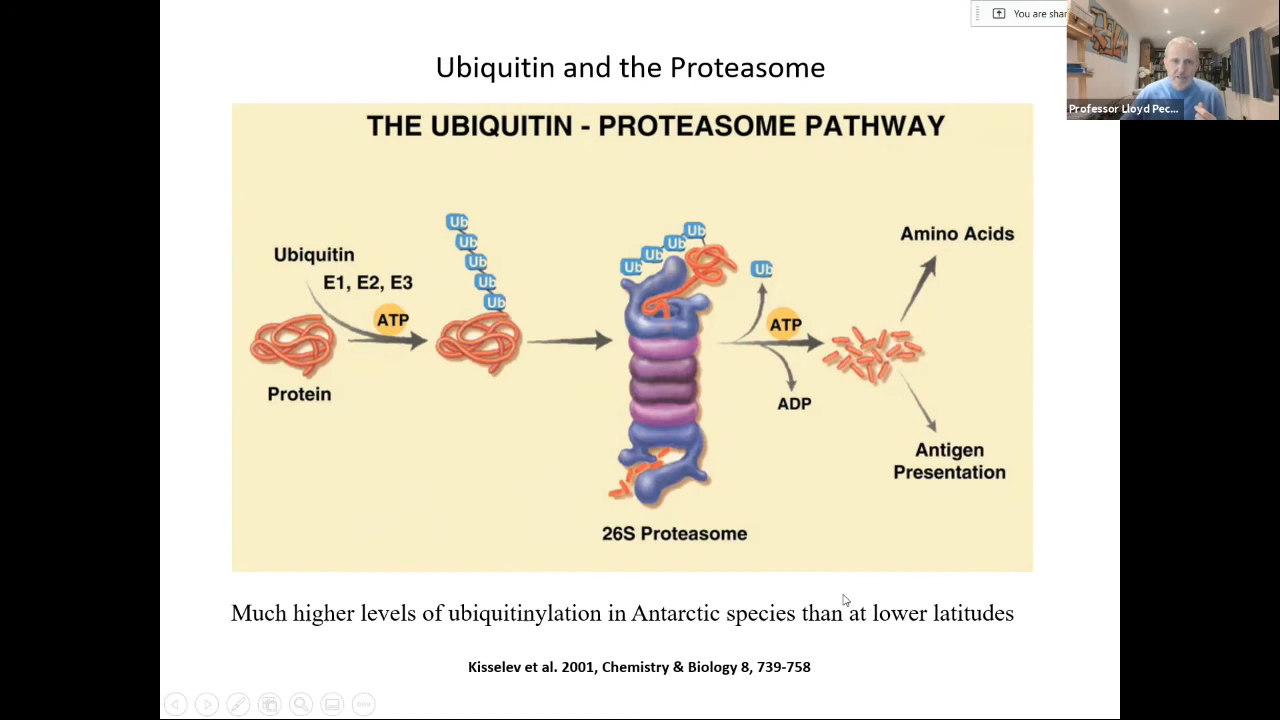 You are shar
Professor Lloyd Pec...
Ubiquitin and the Proteasome
THE UBIQUITIN - PROTEASOME PATHWAY
Ub
Ub
Ub
Ub
Ub
Ubiquitin
E1, E2, E3
ATP
Protein
Ub
Ub
Ub
Ub
Ub
ATP
ADP
26S Proteasome
Amino Acids
Antigen
Presentation
Much higher levels of ubiquitinylation in Antarctic species than at lower latitudes
Kisselev et al. 2001, Chemistry & Biology 8, 739-758